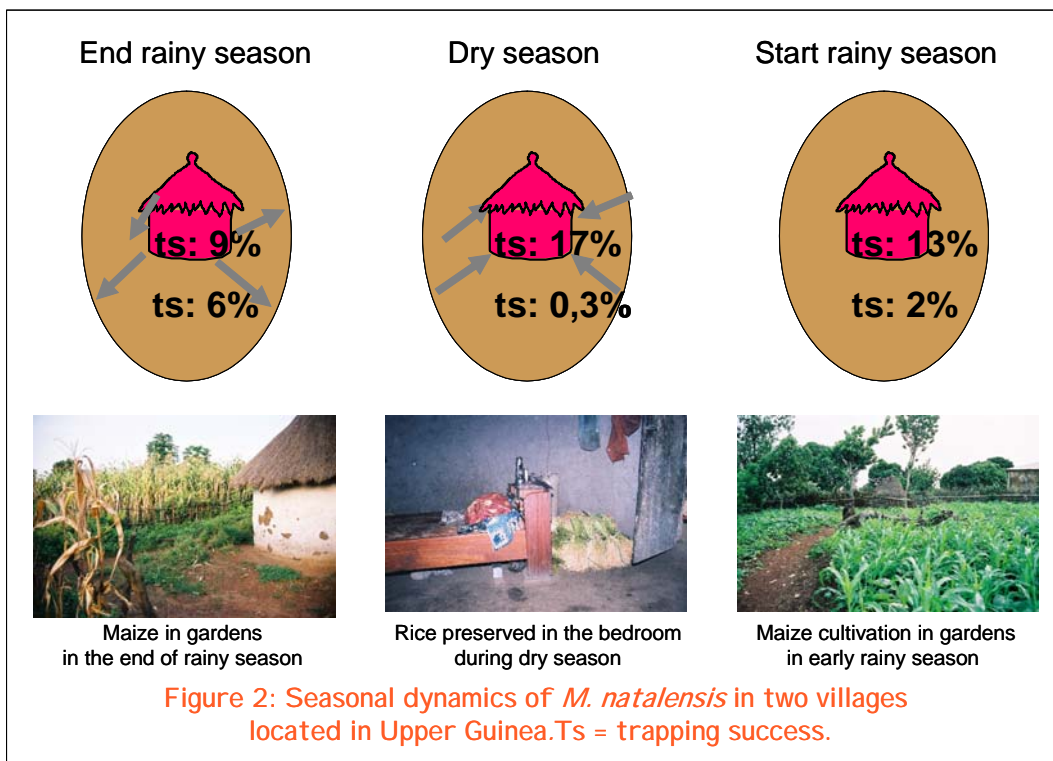 End rainy season
Dry season
Start rainy season
ts: 9%
ts: 6%
ts: 17%
ts: 0,3%
ts: 13%
ts: 2%
Maize in gardens
in the end of rainy season
Rice preserved in the bedroom
during dry season
Maize cultivation in gardens
in early rainy season
Figure 2: Seasonal dynamics of M. natalensis in two villages
located in Upper Guinea.Ts = trapping success.